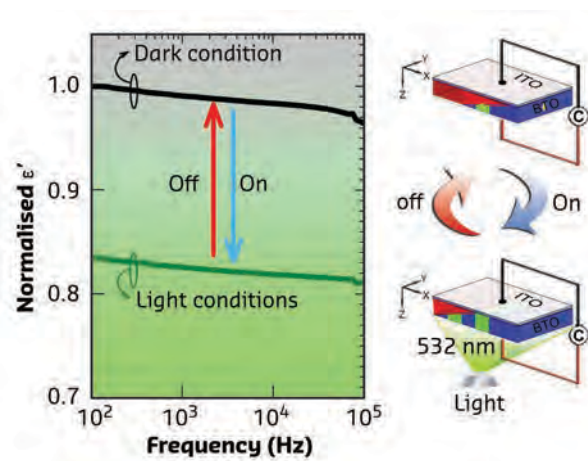 Dark condition
1.0
0.9
0.8
0.7
Normalised ε′
Off
On
Light conditions
10²
10³
10⁴
10⁵
Frequency (Hz)
Y
X
Z
ITO
BTO
C
off
On
Y
X
Z
ITO
BTO
C
532 nm
Light